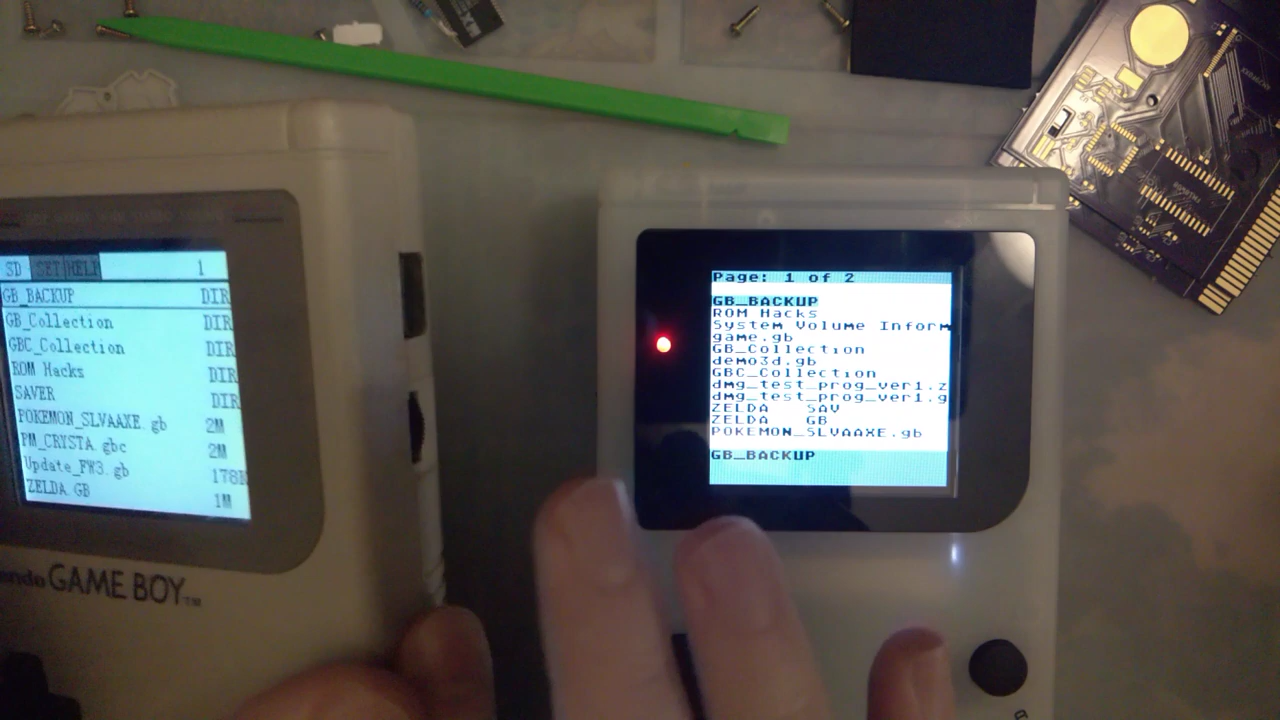 SD SET HELP 1
GB_BACKUP DIR
GB_Collection DIR
GBC_Collection DIR
ROM Hacks DIR
SAVER DIR
POKEMON_SLVAAXE.gb 2M
PM_CRYSTA.gbc 2M
Update_FW3.gb 178
ZELDA.GB 1M
GAME BOY TM
Page: 1 of 2
GB_BACKUP
ROM Hacks
System Volume Inform
game.gb
GB_Collection
demo3d.gb
GBC_Collection
dmg_test_prog_ver1.z
dmg_test_prog_ver1.g
ZELDA SAV
ZELDA GB
POKEMON_SLVAAXE.gb
GB_BACKUP